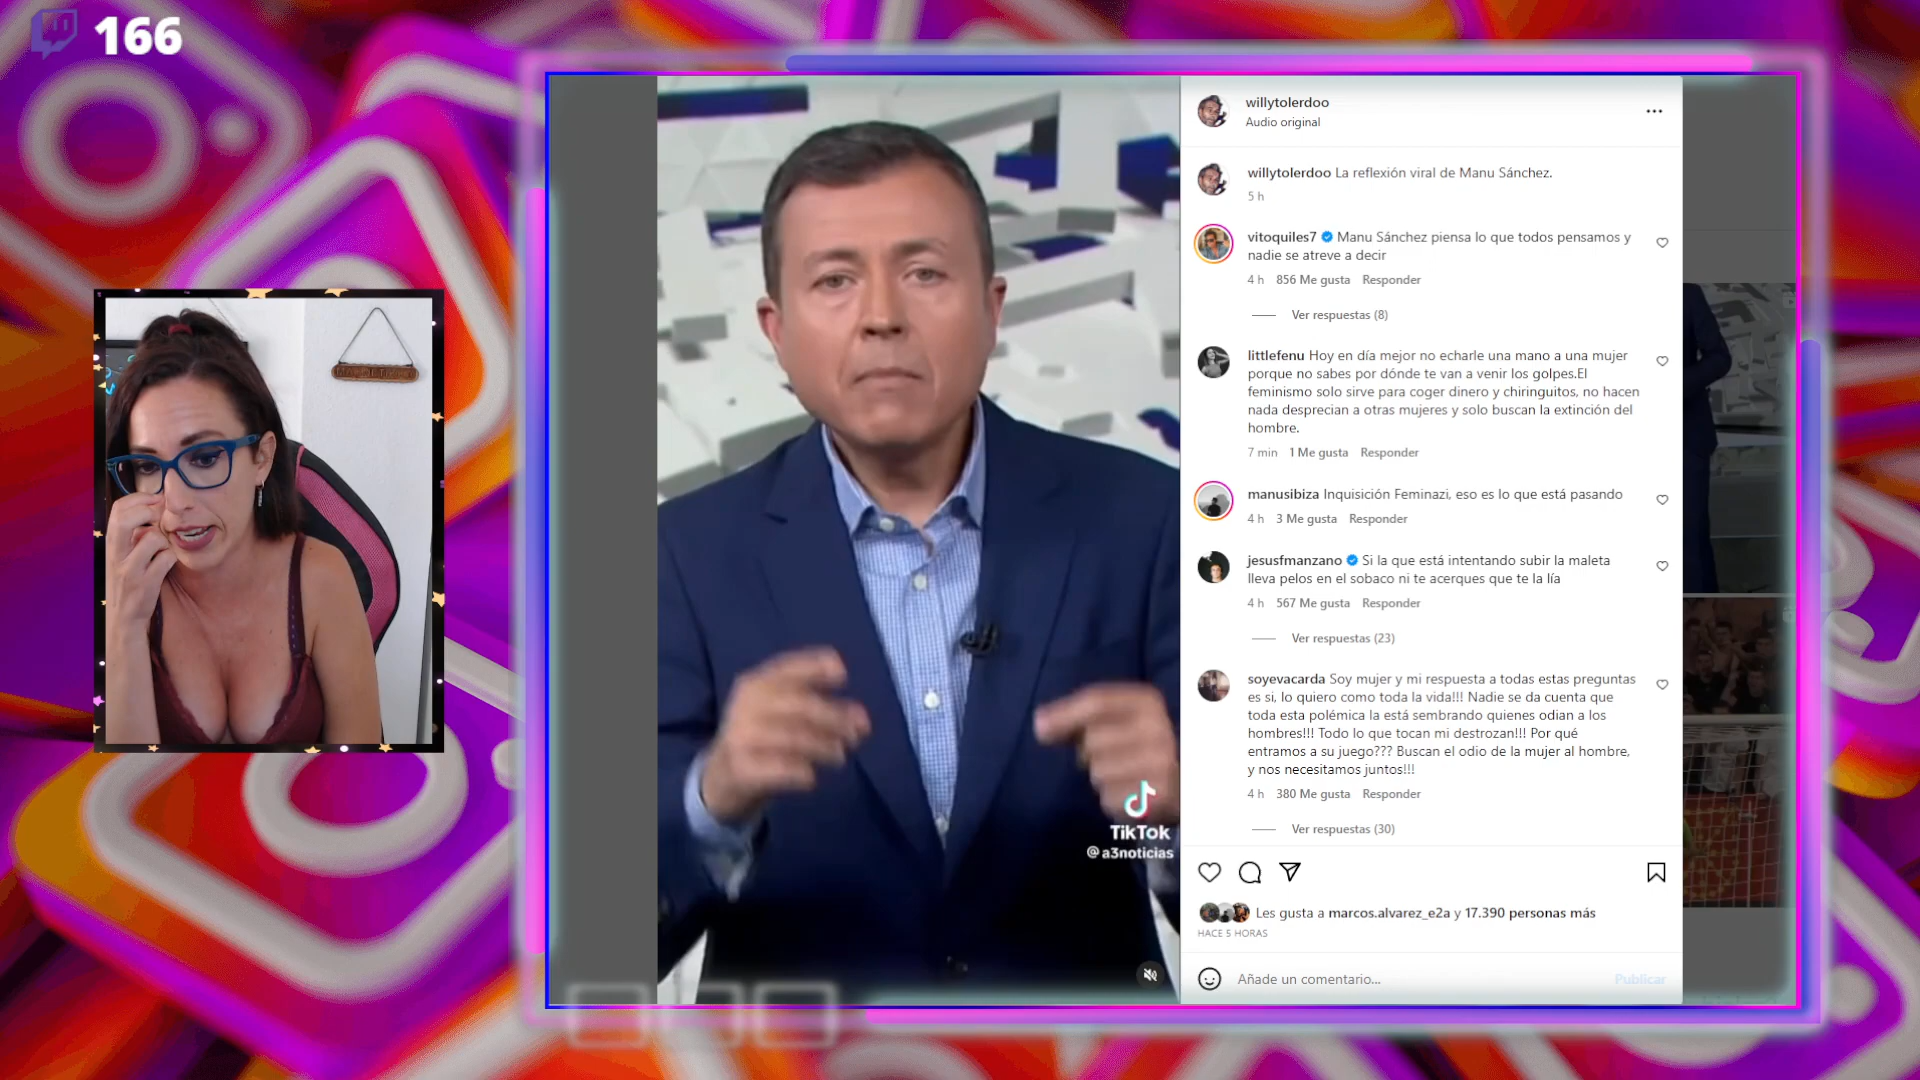 166
willytolerdoo
Audio original
willytolerdoo La reflexión viral de Manu Sánchez.
5 h
vitoquiles7 Manu Sánchez piensa lo que todos pensamos y
nadie se atreve a decir
4 h 856 Me gusta Responder
Ver respuestas (8)
littlefenu Hoy en día mejor no echarle una mano a una mujer
porque no sabes por dónde te van a venir los golpes.El
feminismo solo sirve para coger dinero y chiringuitos, no hacen
nada desprecian a otras mujeres y solo buscan la extinción del
hombre.
7 min 1 Me gusta Responder
manusibiza Inquisición Feminazi, eso es lo que está pasando
4 h 3 Me gusta Responder
jesusfmanzano Si la que está intentando subir la maleta
lleva pelos en el sobaco ni te acerques que te la lía
4 h 567 Me gusta Responder
Ver respuestas (23)
soyevacarda Soy mujer y mi respuesta a todas estas preguntas
es si, lo quiero como toda la vida!!! Nadie se da cuenta que
toda esta polémica la está sembrando quienes odian a los
hombres!!! Todo lo que tocan mi destrozan!!! Por qué
entramos a su juego??? Buscan el odio de la mujer al hombre,
y nos necesitamos juntos!!!
4 h 380 Me gusta Responder
Ver respuestas (30)
TikTok
@a3noticias
Les gusta a marcos.alvarez_e2a y 17.390 personas más
HACE 5 HORAS
Añade un comentario...
Publicar